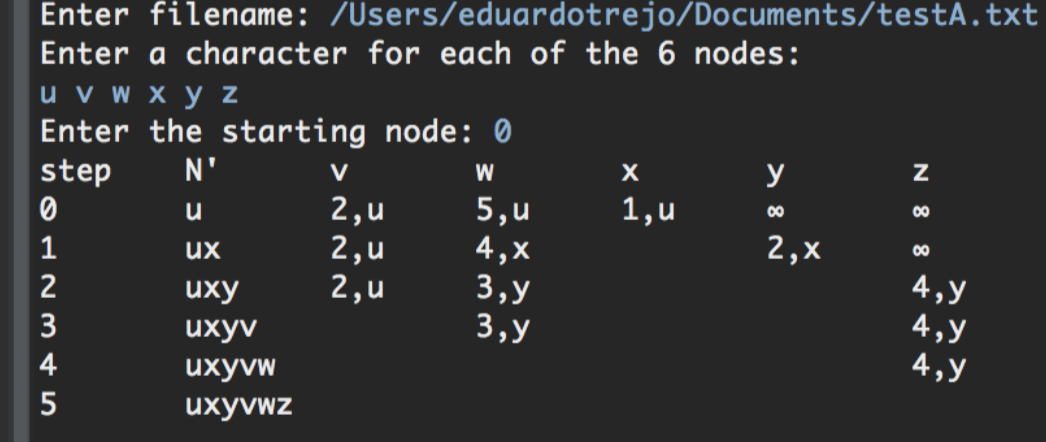 Enter filename: /Users/eduardotrejo/Documents/testA.txt
Enter a character for each of the 6 nodes:
u v w x y z
Enter the starting node: 0
step N' v w x y z
0 u 2,u 5,u 1,u ∞ ∞
1 ux 2,u 4,x 2,x ∞
2 uxy 2,u 3,y 4,y
3 uxyv 3,y 4,y
4 uxyvw 4,y
5 uxyvwz